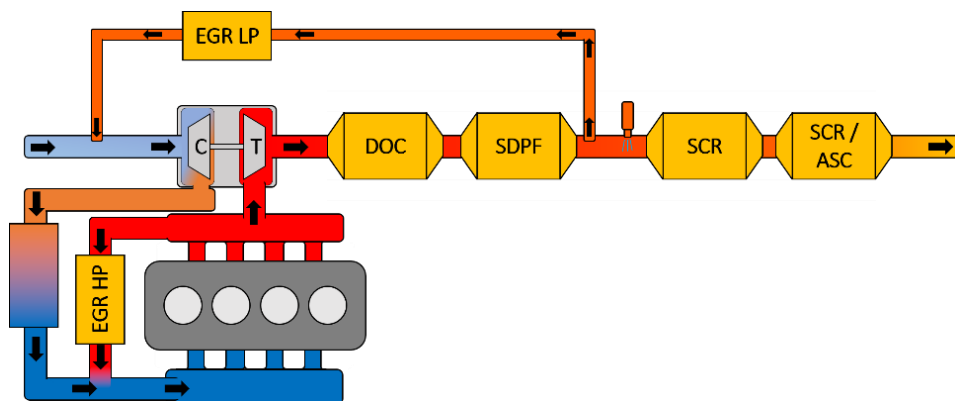 EGR LP
C
T
DOC
SDPF
SCR
SCR /
ASC
EGR HP